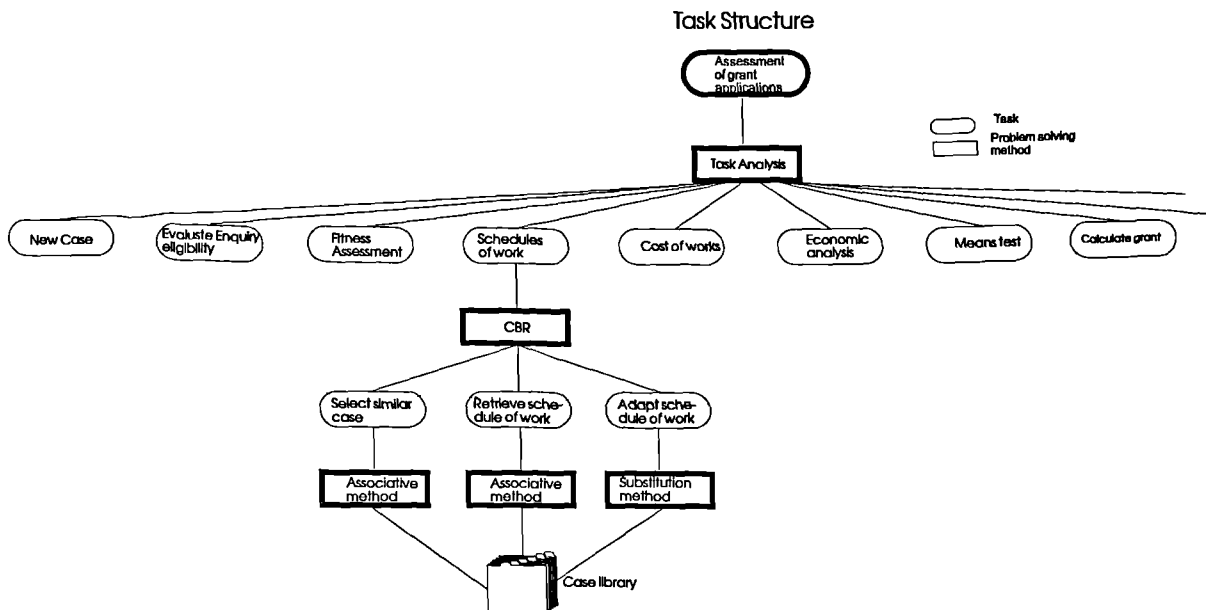 Task Structure
Assessment
of grant
applications
Task
Problem solving
method
Task Analysis
New Case
Evaluste Enquiry
eligibility
Fitness
Assessment
Schedules
of work
Cost of works
Economic
analysis
Means test
Calculate grant
CBR
Select similar
case
Retrieve sche-
dule of work
Adapt sche-
dule of work
Associative
method
Associative
method
Substitution
method
Case library